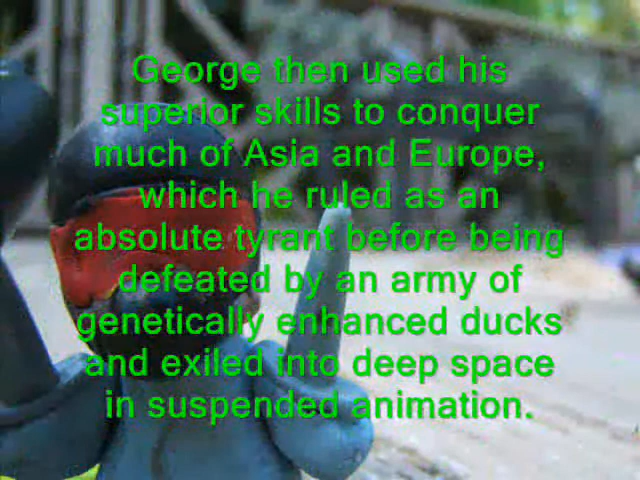 George then used his
superior skills to conquer
much of Asia and Europe,
which he ruled as an
absolute tyrant before being
defeated by an army of
genetically enhanced ducks
and exiled into deep space
in suspended animation.